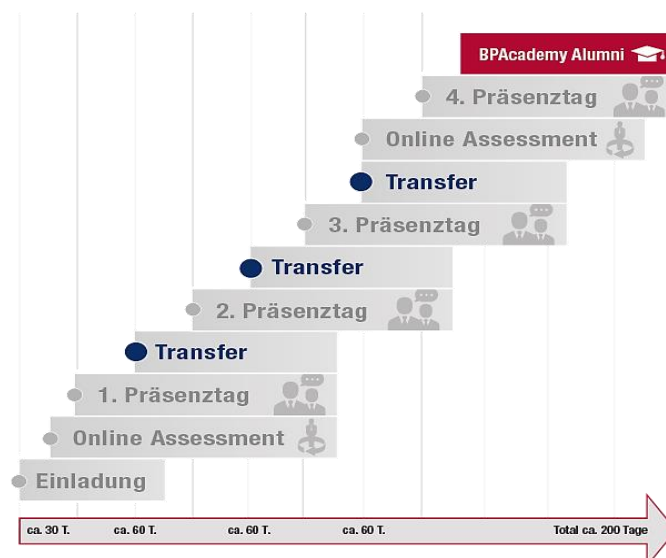 BPAcademy Alumni
4. Präsenztag
Online Assessment
Transfer
3. Präsenztag
Transfer
2. Präsenztag
Transfer
1. Präsenztag
Online Assessment
Einladung
ca. 30 T. ca. 60 T. ca. 60 T. ca. 60 T. Total ca. 200 Tage